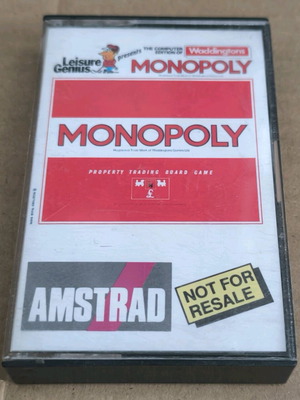 Leisure
Genius
Presents
THE COMPUTER
EDITION OF
Waddingtons
MONOPOLY
MONOPOLY
PROPERTY TRADING BOARD GAME
AMSTRAD
NOT FOR
RESALE